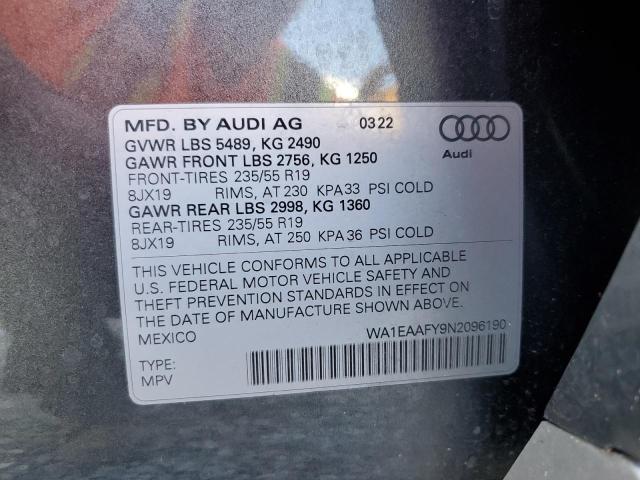 MFD. BY AUDI AG 03 22
GVWR LBS 5489, KG 2490
GAWR FRONT LBS 2756, KG 1250
FRONT-TIRES 235/55 R19
8JX19 RIMS, AT 230 KPA33 PSI COLD
GAWR REAR LBS 2998, KG 1360
REAR-TIRES 235/55 R19
8JX19 RIMS, AT 250 KPA36 PSI COLD
Audi
THIS VEHICLE CONFORMS TO ALL APPLICABLE
U.S. FEDERAL MOTOR VEHICLE SAFETY AND
THEFT PREVENTION STANDARDS IN EFFECT ON
THE DATE OF MANUFACTURE SHOWN ABOVE.
MEXICO WA1EAAFY9N2096190
TYPE:
MPV